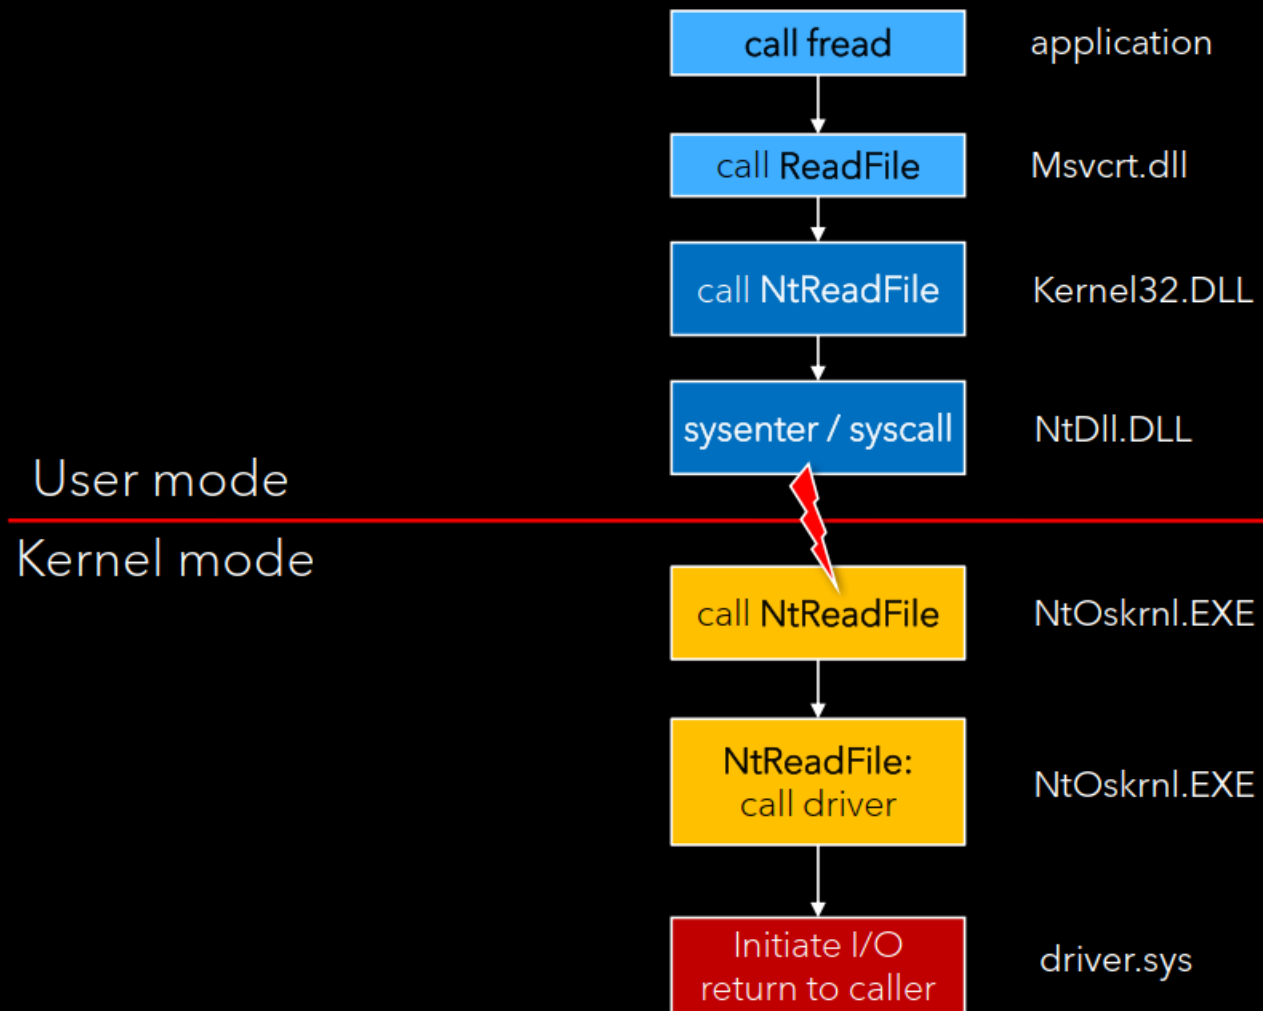 call fread
application
call ReadFile
Msvcrt.dll
call NtReadFile
Kernel32.DLL
sysenter / syscall
NtDll.DLL
User mode
Kernel mode
call NtReadFile
NtOskrnl.EXE
NtReadFile:
call driver
NtOskrnl.EXE
Initiate I/O
return to caller
driver.sys